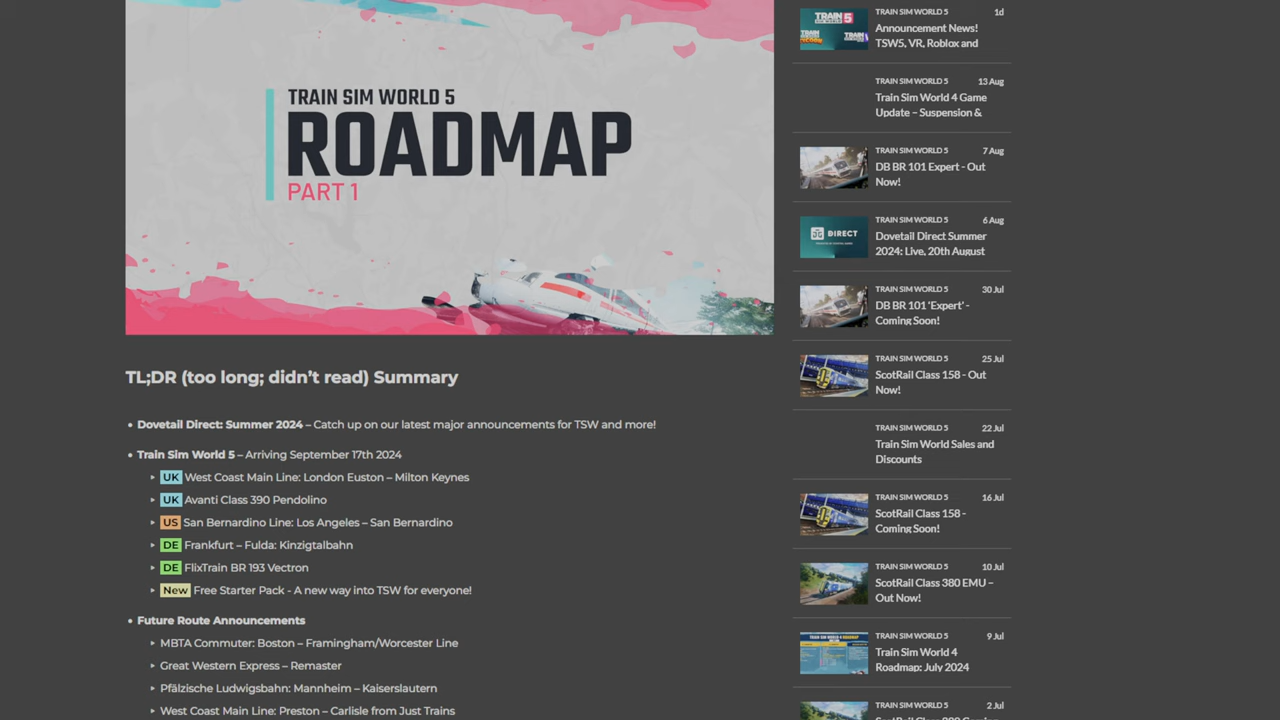 TRAIN SIM WORLD 5
ROADMAP
PART 1
TL;DR (too long; didn't read) Summary
• Dovetail Direct: Summer 2024 – Catch up on our latest major announcements for TSW and more!
• Train Sim World 5 – Arriving September 17th 2024
UK West Coast Main Line: London Euston – Milton Keynes
UK Avanti Class 390 Pendolino
US San Bernardino Line: Los Angeles – San Bernardino
DE Frankfurt – Fulda: Kinzigtalbahn
DE FlixTrain BR 193 Vectron
New Free Starter Pack - A new way into TSW for everyone!
• Future Route Announcements
MBTA Commuter: Boston – Framingham/Worcester Line
Great Western Express – Remaster
Pfälzische Ludwigsbahn: Mannheim – Kaiserslautern
West Coast Main Line: Preston – Carlisle from Just Trains
TRAIN 5
TRAIN SIM WORLD 5 1d
Announcement News!
TSW5, VR, Roblox and
TRAIN SIM WORLD 5 13 Aug
Train Sim World 4 Game
Update – Suspension &
TRAIN SIM WORLD 5 7 Aug
DB BR 101 Expert - Out
Now!
DIRECT
TRAIN SIM WORLD 5 6 Aug
Dovetail Direct Summer
2024: Live, 20th August
TRAIN SIM WORLD 5 30 Jul
DB BR 101 'Expert' -
Coming Soon!
TRAIN SIM WORLD 5 25 Jul
ScotRail Class 158 - Out
Now!
TRAIN SIM WORLD 5 22 Jul
Train Sim World Sales and
Discounts
TRAIN SIM WORLD 5 16 Jul
ScotRail Class 158 -
Coming Soon!
TRAIN SIM WORLD 5 10 Jul
ScotRail Class 380 EMU –
Out Now!
TRAIN SIM WORLD 5 9 Jul
Train Sim World 4
Roadmap: July 2024
TRAIN SIM WORLD 5 2 Jul